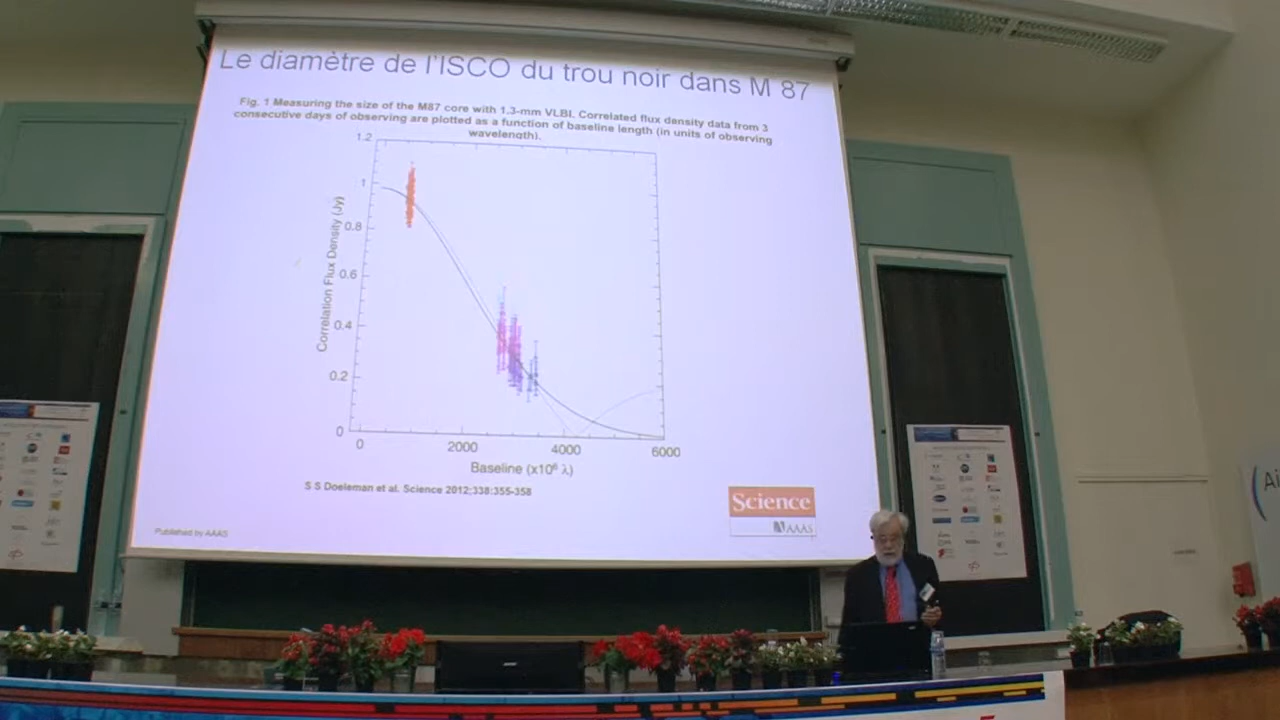 Le diamètre de l'ISCO du trou noir dans M 87
Fig. 1 Measuring the size of the M87 core with 1.3-mm VLBI. Correlated flux density data from 3
consecutive days of observing are plotted as a function of baseline length (in units of observing
wavelength).
1.2
1
0.8
0.6
0.4
0.2
0
Correlation Flux Density (Jy)
0
2000
4000
6000
Baseline (x10⁶ λ)
S S Doeleman et al. Science 2012;338:355-358
Science
AAAS
Published by AAAS
Ai